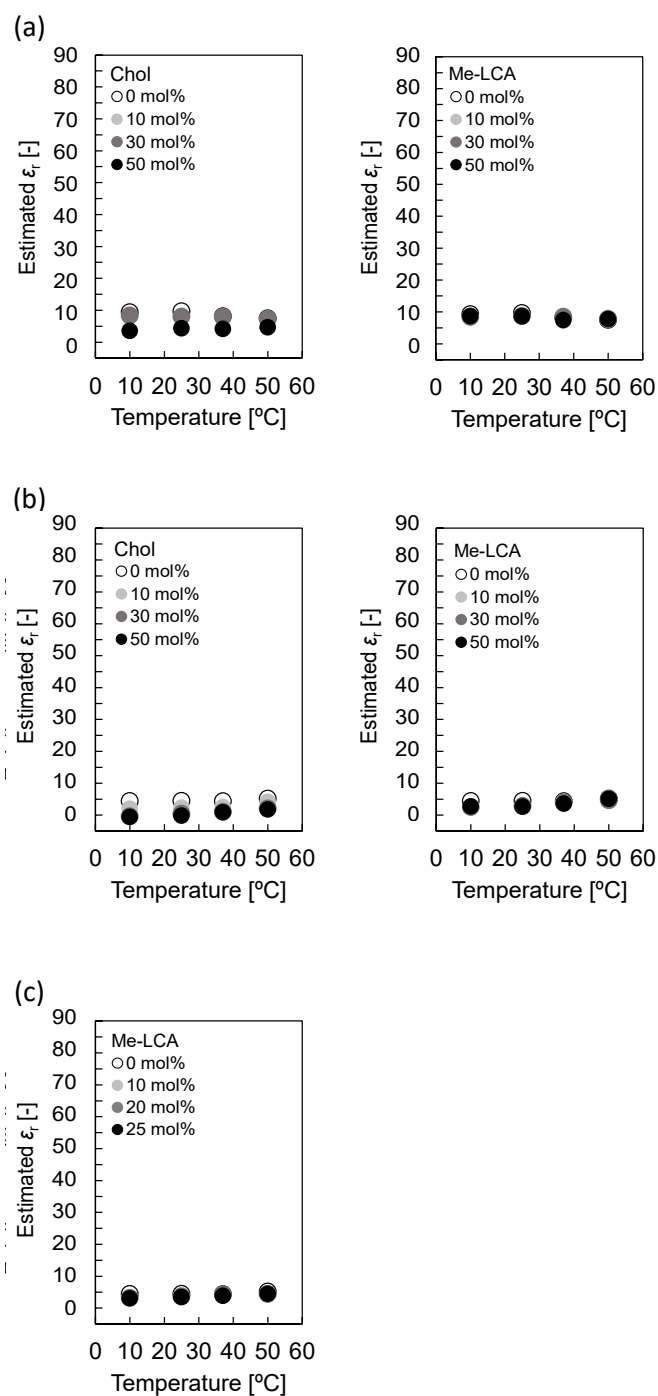 (a)
90
80
70
60
50
40
30
20
10
0
Estimated εr [-]
Chol
0 mol%
10 mol%
30 mol%
50 mol%
0 10 20 30 40 50 60
Temperature [ºC]
90
80
70
60
50
40
30
20
10
0
Estimated εr [-]
Me-LCA
0 mol%
10 mol%
30 mol%
50 mol%
0 10 20 30 40 50 60
Temperature [ºC]
(b)
90
80
70
60
50
40
30
20
10
0
Estimated εr [-]
Chol
0 mol%
10 mol%
30 mol%
50 mol%
0 10 20 30 40 50 60
Temperature [ºC]
90
80
70
60
50
40
30
20
10
0
Estimated εr [-]
Me-LCA
0 mol%
10 mol%
30 mol%
50 mol%
0 10 20 30 40 50 60
Temperature [ºC]
(c)
90
80
70
60
50
40
30
20
10
0
Estimated εr [-]
Me-LCA
0 mol%
10 mol%
20 mol%
25 mol%
0 10 20 30 40 50 60
Temperature [ºC]